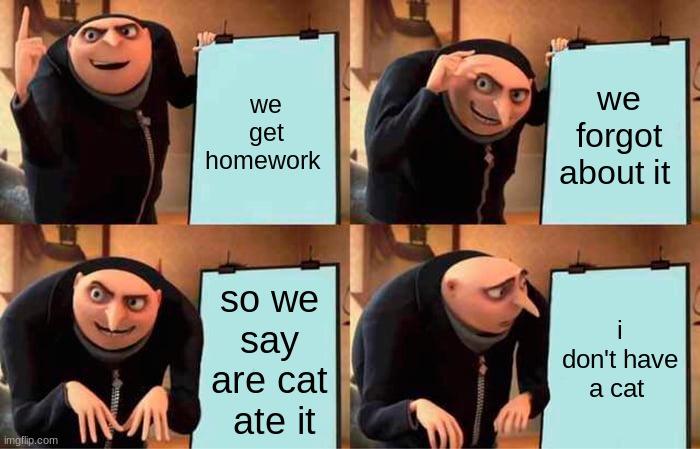 we
get
homework
we
forgot
about it
so we
say
are cat
ate it
i
don't have
a cat
imgflip.com